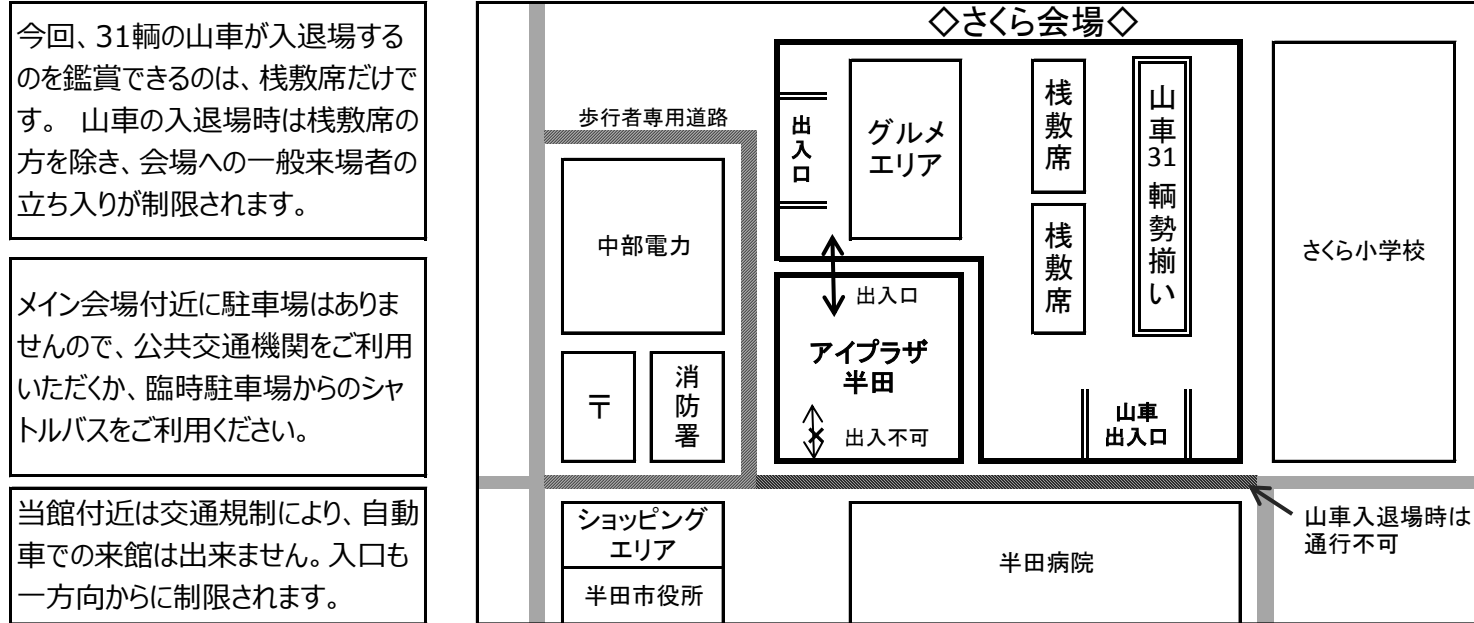 今回、31輌の山車が入退場する
のを鑑賞できるのは、桟敷席だけで
す。 山車の入退場時は桟敷席の
方を除き、会場への一般来場者の
立ち入りが制限されます。
メイン会場付近に駐車場はありま
せんので、公共交通機関をご利用
いただくか、臨時駐車場からのシャ
トルバスをご利用ください。
当館付近は交通規制により、自動
車での来館は出来ません。入口も
一方向からに制限されます。
◇さくら会場◇
歩行者専用道路
出入口
グルメ
エリア
桟敷席
桟敷席
山車31輌勢揃い
さくら小学校
中部電力
出入口
アイプラザ
半田
出入不可
〒
消防署
山車
出入口
山車入退場時は
通行不可
ショッピング
エリア
半田市役所
半田病院